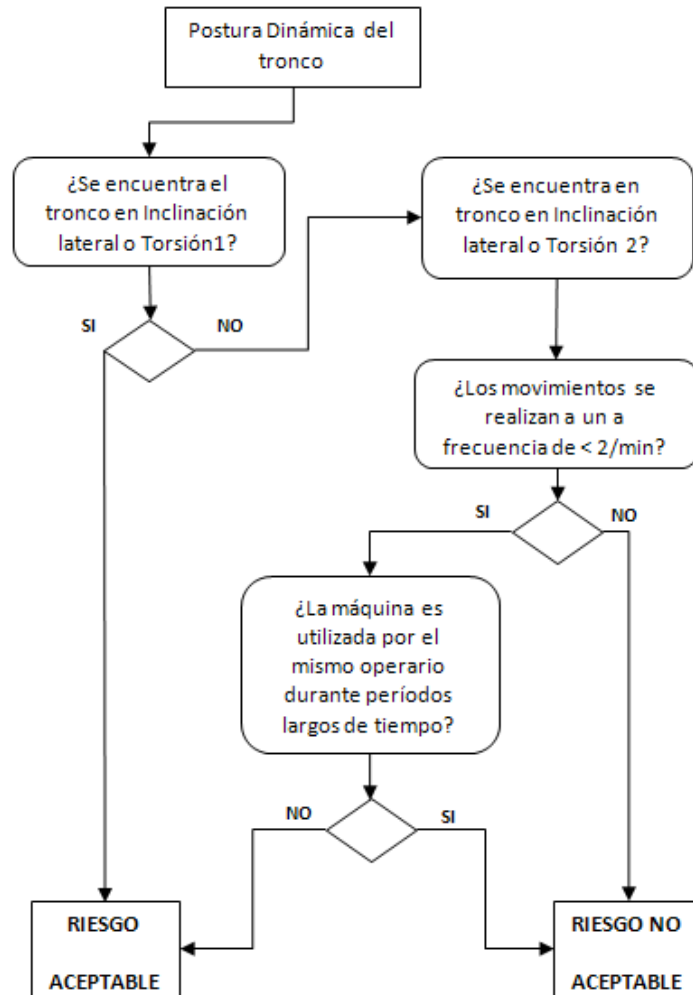 Postura Dinámica del
tronco
¿Se encuentra el
tronco en Inclinación
lateral o Torsión1?
¿Se encuentra en
tronco en Inclinación
lateral o Torsión 2?
SI
NO
¿Los movimientos se
realizan a un a
frecuencia de < 2/min?
SI
NO
¿La máquina es
utilizada por el
mismo operario
durante períodos
largos de tiempo?
NO
SI
RIESGO
ACEPTABLE
RIESGO NO
ACEPTABLE